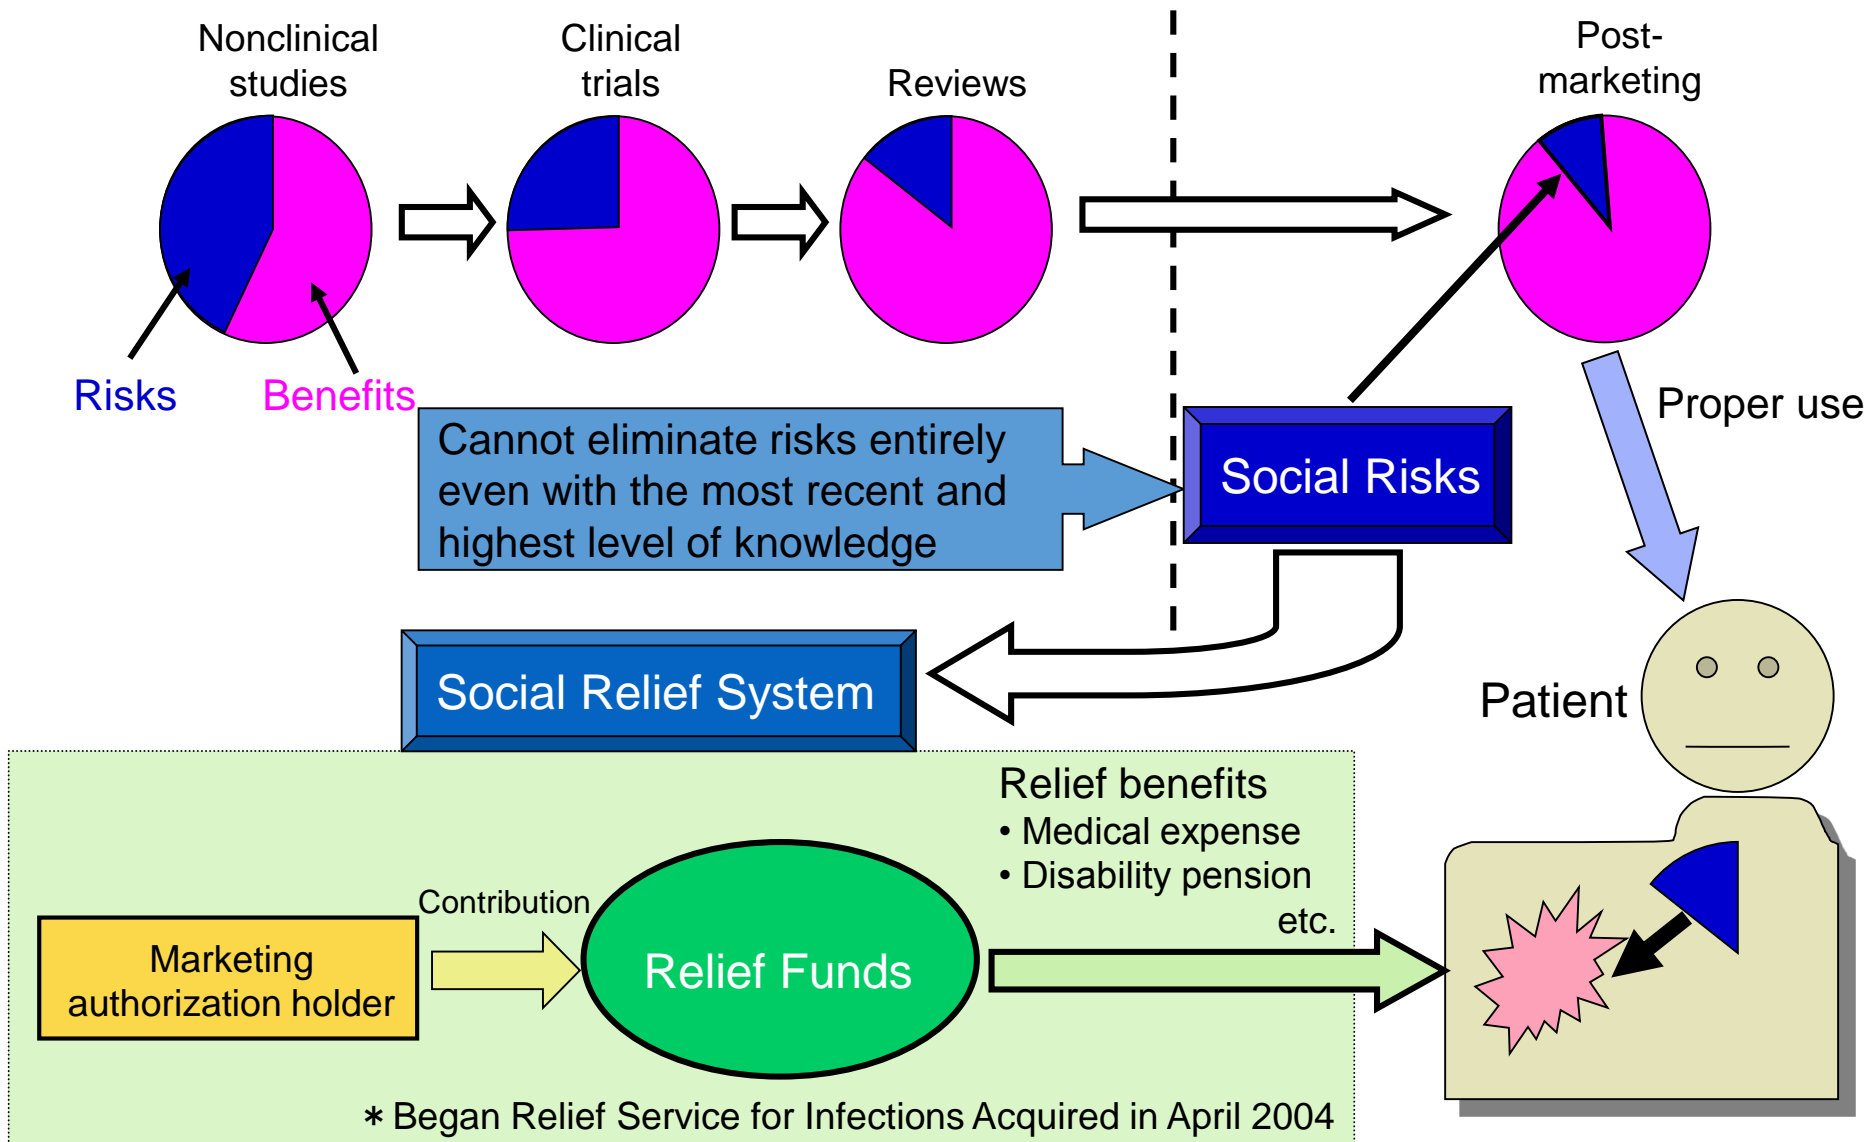 Nonclinical
studies
Clinical
trials
Reviews
Post-
marketing
Risks
Benefits
Proper use
Cannot eliminate risks entirely
even with the most recent and
highest level of knowledge
Social Risks
Social Relief System
Patient
Relief benefits
• Medical expense
• Disability pension
etc.
Contribution
Marketing
authorization holder
Relief Funds
* Began Relief Service for Infections Acquired in April 2004